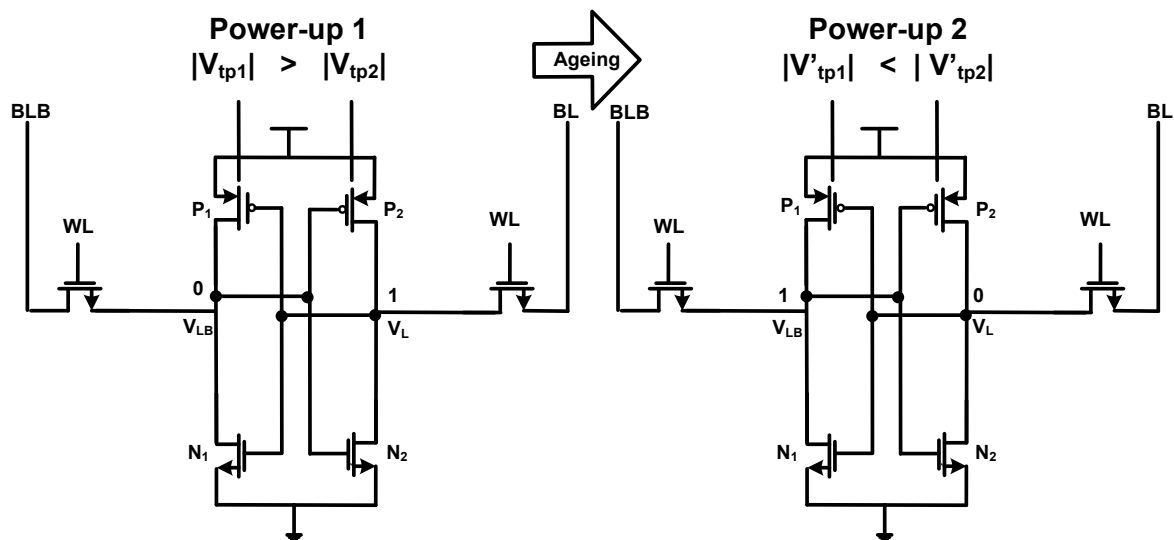 Power-up 1
|Vtp1| > |Vtp2|
Ageing
Power-up 2
|V'tp1| < | V'tp2|
BLB
BL
BLB
BL
P1
P2
P1
P2
WL
WL
WL
WL
0
1
1
0
VLB
VL
VLB
VL
N1
N2
N1
N2